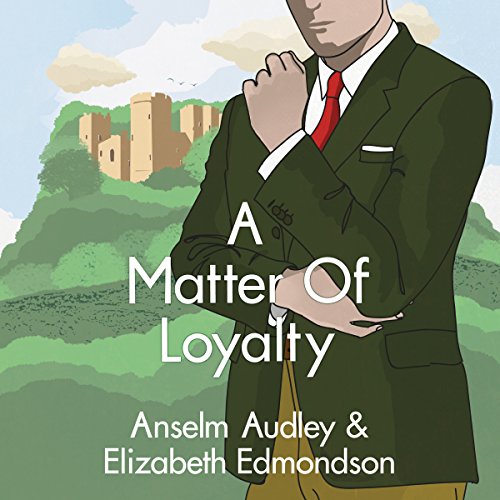 A
Matter Of
Loyalty
Anselm Audley &
Elizabeth Edmondson